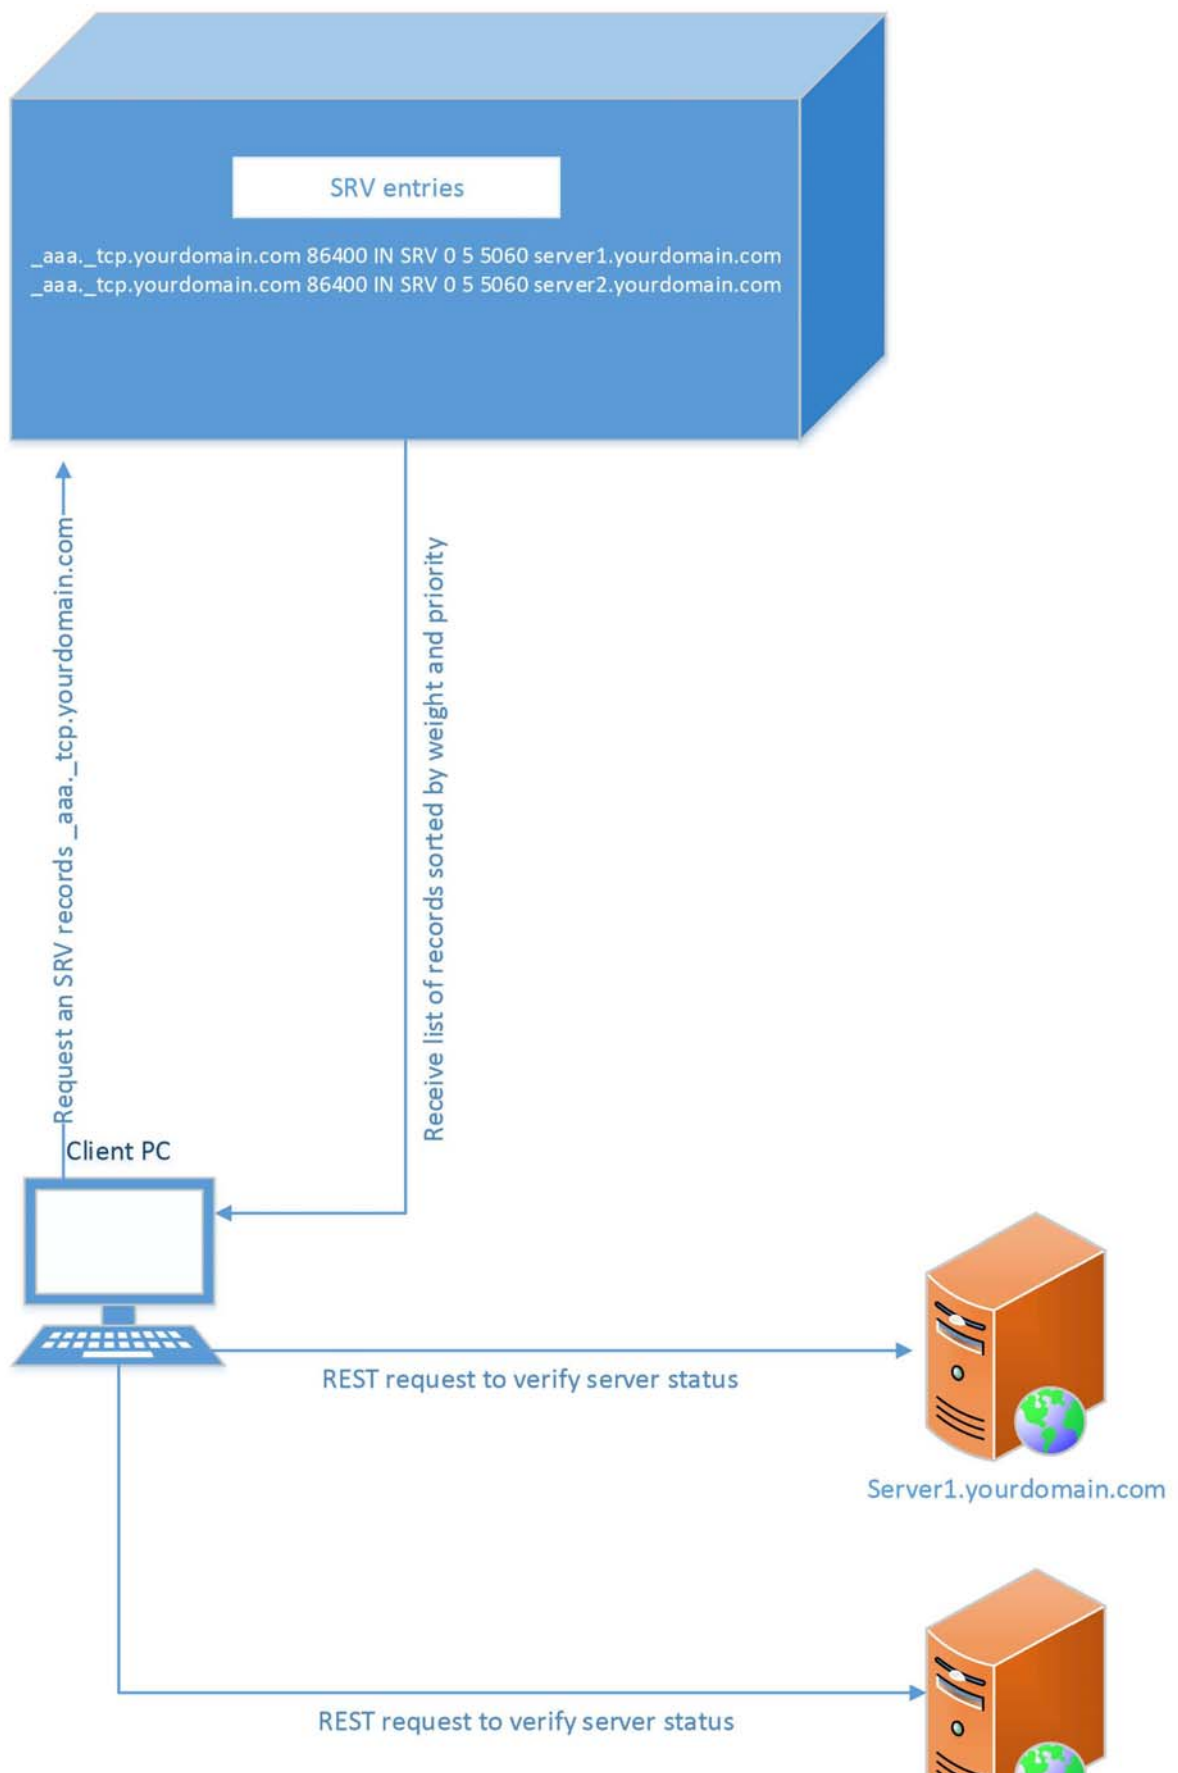 SRV entries
_aaa._tcp.yourdomain.com 86400 IN SRV 0 5 5060 server1.yourdomain.com
_aaa._tcp.yourdomain.com 86400 IN SRV 0 5 5060 server2.yourdomain.com
Request an SRV records _aaa._tcp.yourdomain.com
Receive list of records sorted by weight and priority
Client PC
REST request to verify server status
Server1.yourdomain.com
REST request to verify server status